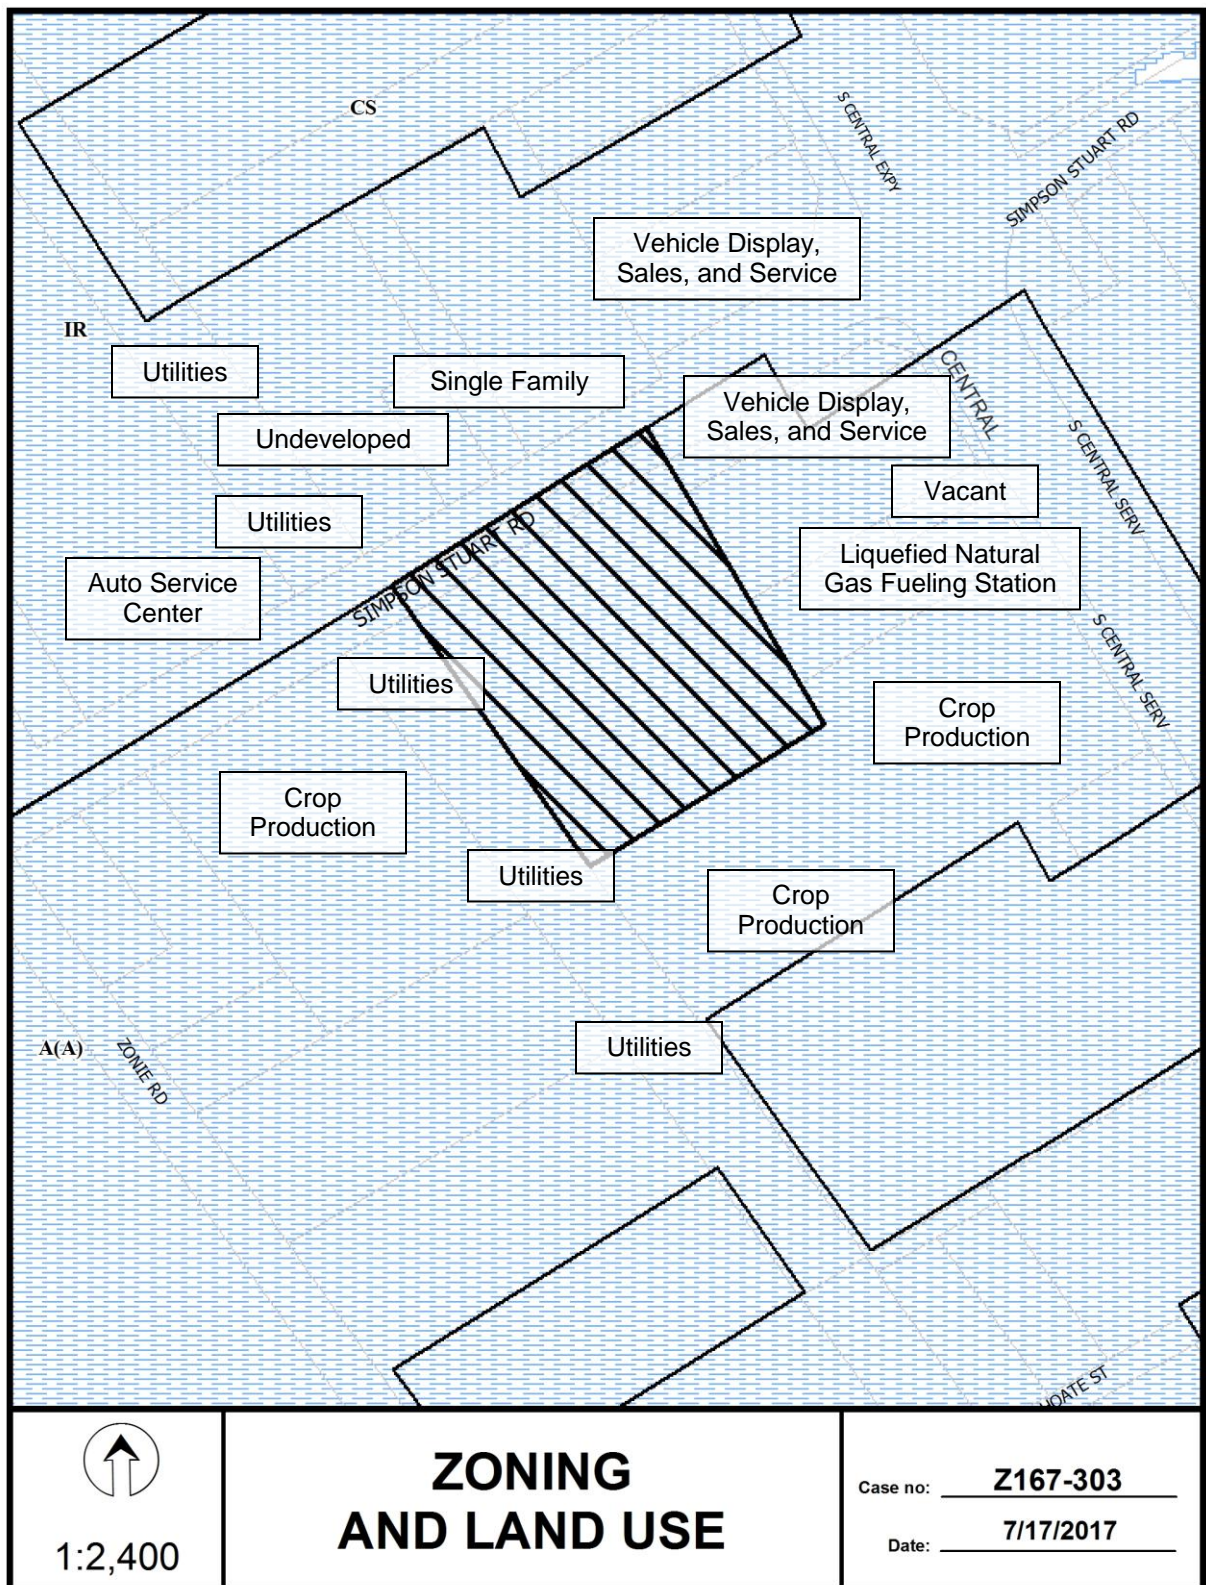 CS
S CENTRAL EXPY
SIMPSON STUART RD
Vehicle Display,
Sales, and Service
IR
Utilities
Single Family
CENTRAL
Vehicle Display,
Sales, and Service
Undeveloped
S CENTRAL SERV
Vacant
Utilities
SIMPSON STUART RD
Liquefied Natural
Gas Fueling Station
Auto Service
Center
S CENTRAL SERV
Utilities
Crop
Production
Crop
Production
Utilities
Crop
Production
A(A)
ZONIE RD
Utilities
HOATE ST
1:2,400
ZONING
AND LAND USE
Case no: Z167-303
Date: 7/17/2017